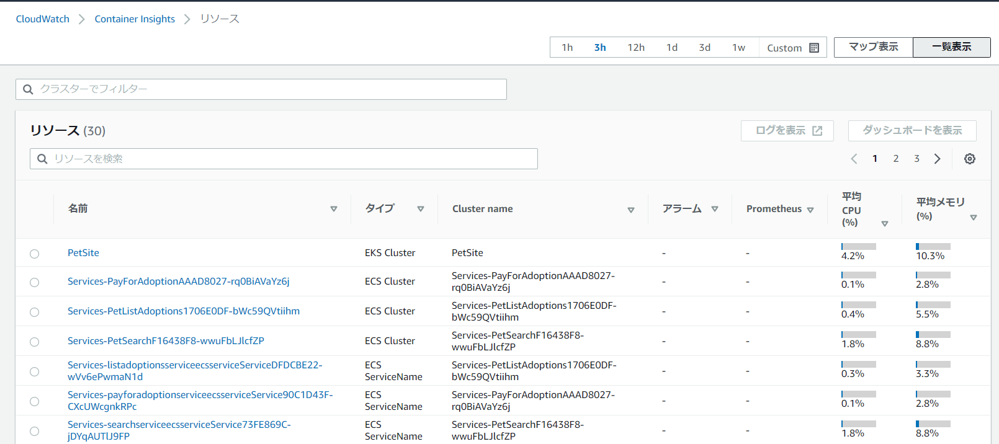 CloudWatch > Container Insights > リソース
1h 3h 12h 1d 3d 1w Custom マップ表示 一覧表示
クラスターでフィルター
リソース (30) ログを表示 ダッシュボードを表示
リソースを検索
1 2 3
名前 タイプ Cluster name アラーム Prometheus 平均 CPU (%) 平均メモリ (%)
PetSite EKS Cluster PetSite - - 4.2% 10.3%
Services-PayForAdoptionAAAD8027-rq0BiAVaYz6j ECS Cluster Services-PayForAdoptionAAAD8027-
rq0BiAVaYz6j - - 0.1% 2.8%
Services-PetListAdoptions1706E0DF-bWc59QVtiihm ECS Cluster Services-PetListAdoptions1706E0DF-
bWc59QVtiihm - - 0.4% 5.5%
Services-PetSearchF16438F8-wwuFbLJlcfZP ECS Cluster Services-PetSearchF16438F8-
wwuFbLJlcfZP - - 1.8% 8.8%
Services-listadoptionsserviceecsserviceServiceDFDCBE22- ECS Services-PetListAdoptions1706E0DF-
wVv6ePwmaN1d ServiceName bWc59QVtiihm - - 0.3% 3.3%
Services-payforadoptionserviceecsserviceService90C1D43F- ECS Services-PayForAdoptionAAAD8027-
CXcUWcgnkRPc ServiceName rq0BiAVaYz6j - - 0.1% 2.8%
Services-searchserviceecsserviceService73FE869C- ECS Services-PetSearchF16438F8-
jDYqAUTlJ9FP ServiceName wwuFbLJlcfZP - - 1.8% 8.8%